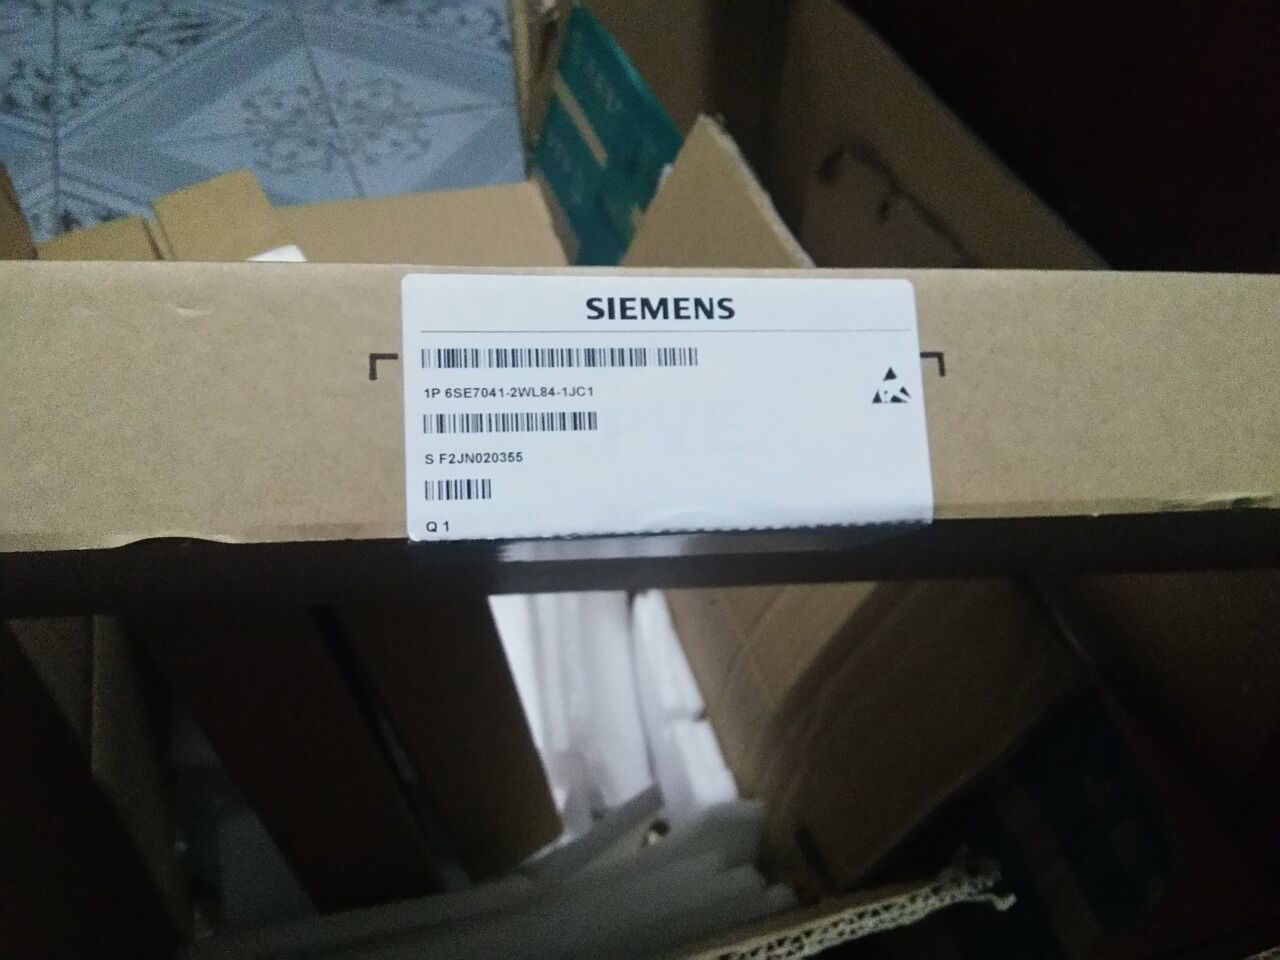 SIEMENS
1P 6SE7041-2WL84-1JC1
S F2JN020355
Q 1